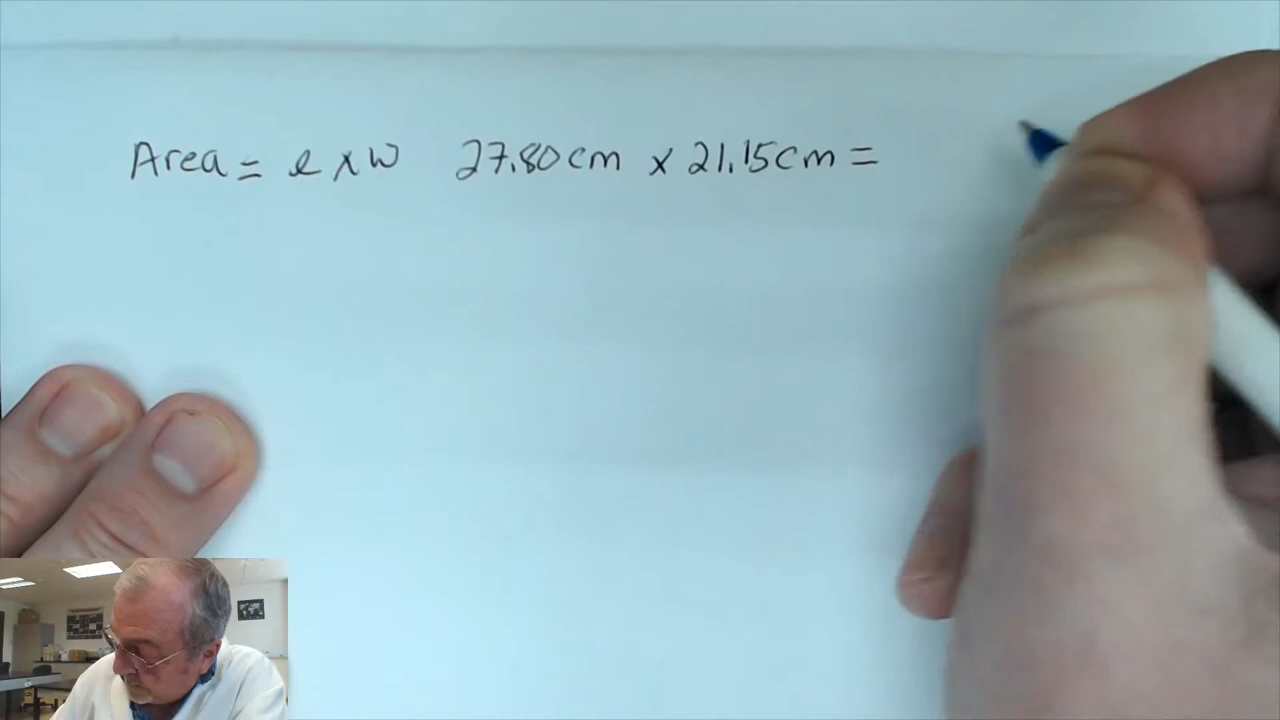 Area = l x w 27.80 cm x 21.15 cm =